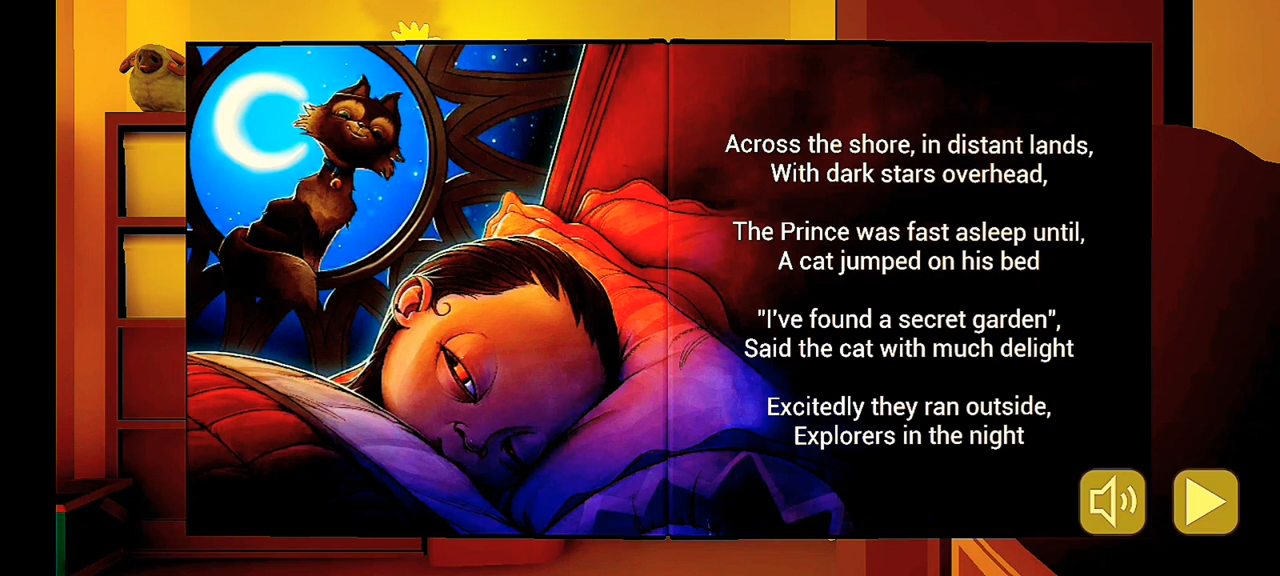 Across the shore, in distant lands,
With dark stars overhead,
The Prince was fast asleep until,
A cat jumped on his bed
"I've found a secret garden",
Said the cat with much delight
Excitedly they ran outside,
Explorers in the night